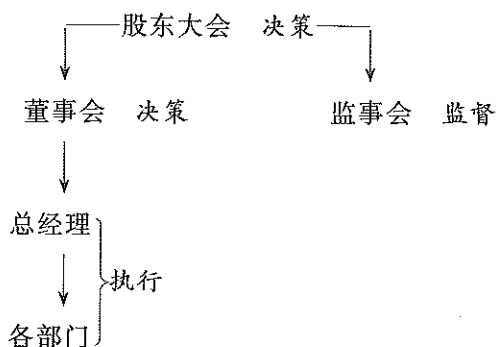 股东大会 决策
董事会 决策
监事会 监督
总经理
执行
各部门